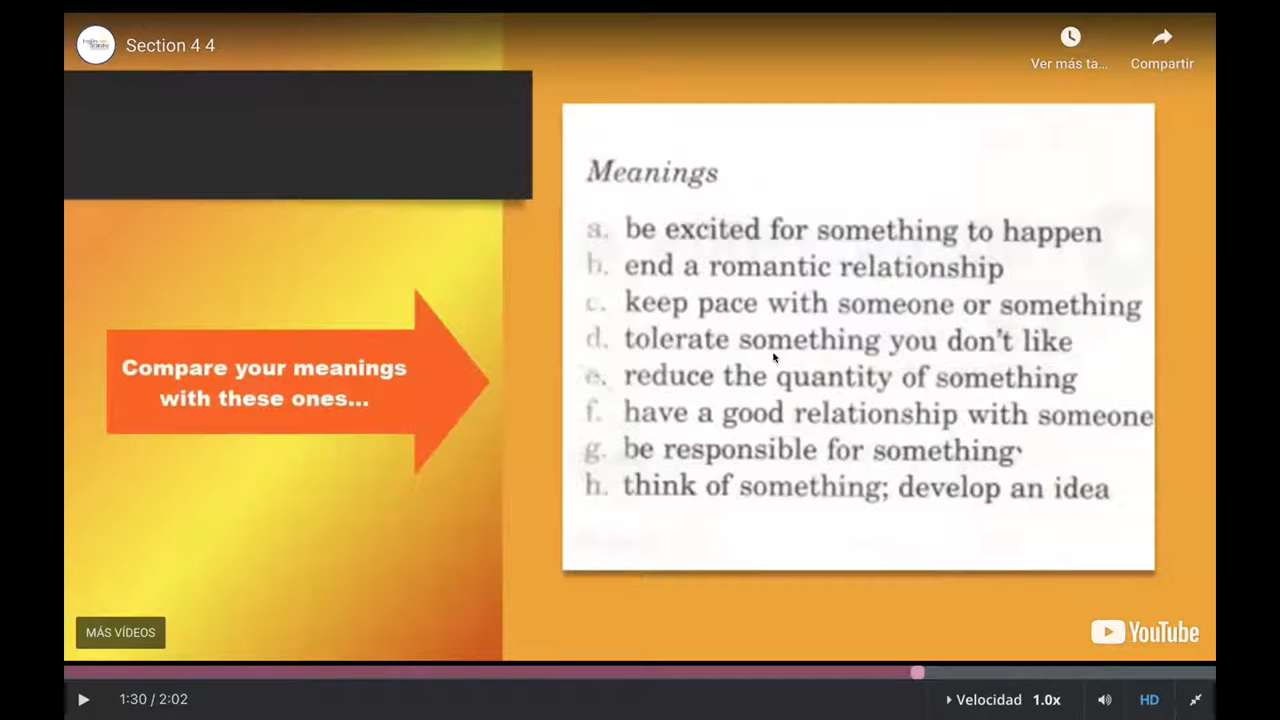 Section 4 4
Ver más ta...
Compartir
Meanings
a. be excited for something to happen
b. end a romantic relationship
c. keep pace with someone or something
d. tolerate something you don't like
e. reduce the quantity of something
f. have a good relationship with someone
g. be responsible for something
h. think of something; develop an idea
Compare your meanings
with these ones...
MÁS VÍDEOS
YouTube
1:30 / 2:02
Velocidad 1.0x
HD